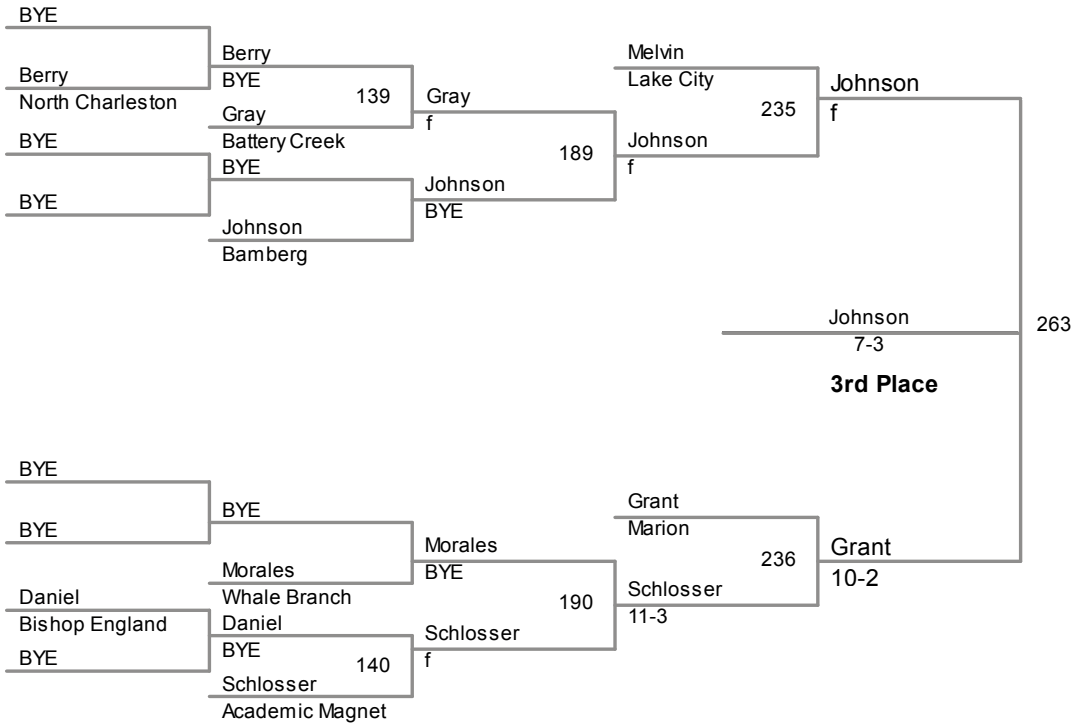 BYE
Berry
North Charleston
BYE
BYE
Berry
BYE
139
Gray
Battery Creek
BYE
Johnson
Bamberg
Gray
f
189
Johnson
BYE
Melvin
Lake City
235
Johnson
f
Johnson
f
Johnson
7-3
3rd Place
263
BYE
BYE
Daniel
Bishop England
BYE
BYE
Morales
Whale Branch
Daniel
BYE
140
Schlosser
Academic Magnet
Morales
BYE
190
Schlosser
f
Grant
Marion
236
Schlosser
11-3
Grant
10-2